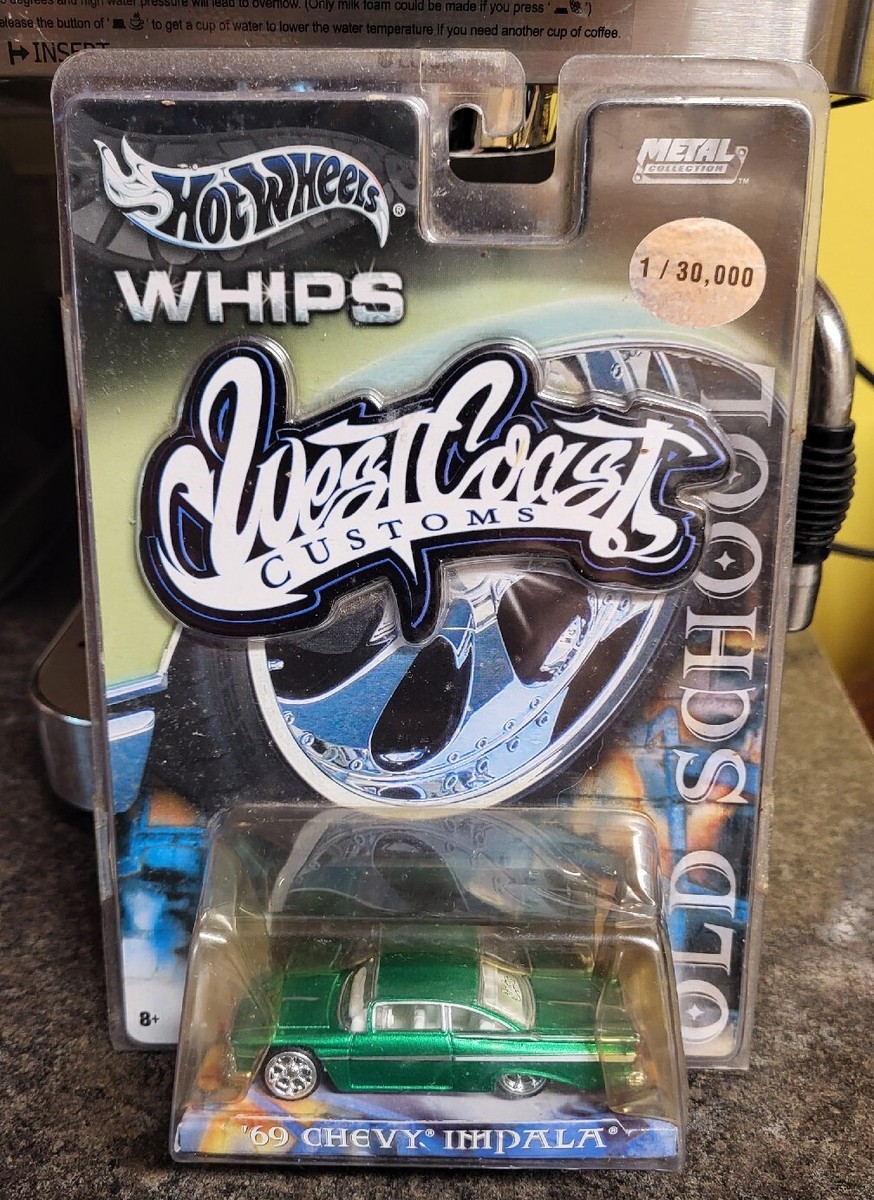 degrees and high water pressure will lead to overflow. (Only milk foam could be made if you press '
elease the button of ' ' to get a cup of water to lower the water temperature if you need another cup of coffee.
INSERT
HOT WHEELS®
WHIPS
METAL
COLLECTION™
1 / 30,000
West Coast
CUSTOMS
OLD SCHOOL
8+
'69 CHEVY® IMPALA®